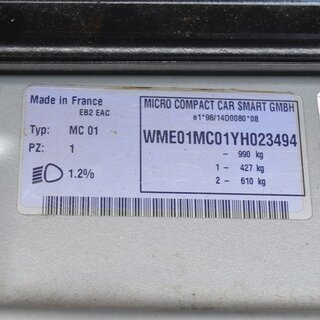 Made in France
EB2 EAC
Typ: MC 01
PZ: 1
1.2%
MICRO COMPACT CAR SMART GMBH
e1*98/14D0080*08
WME01MC01YH023494
– 990 kg
1 – 427 kg
2 – 610 kg